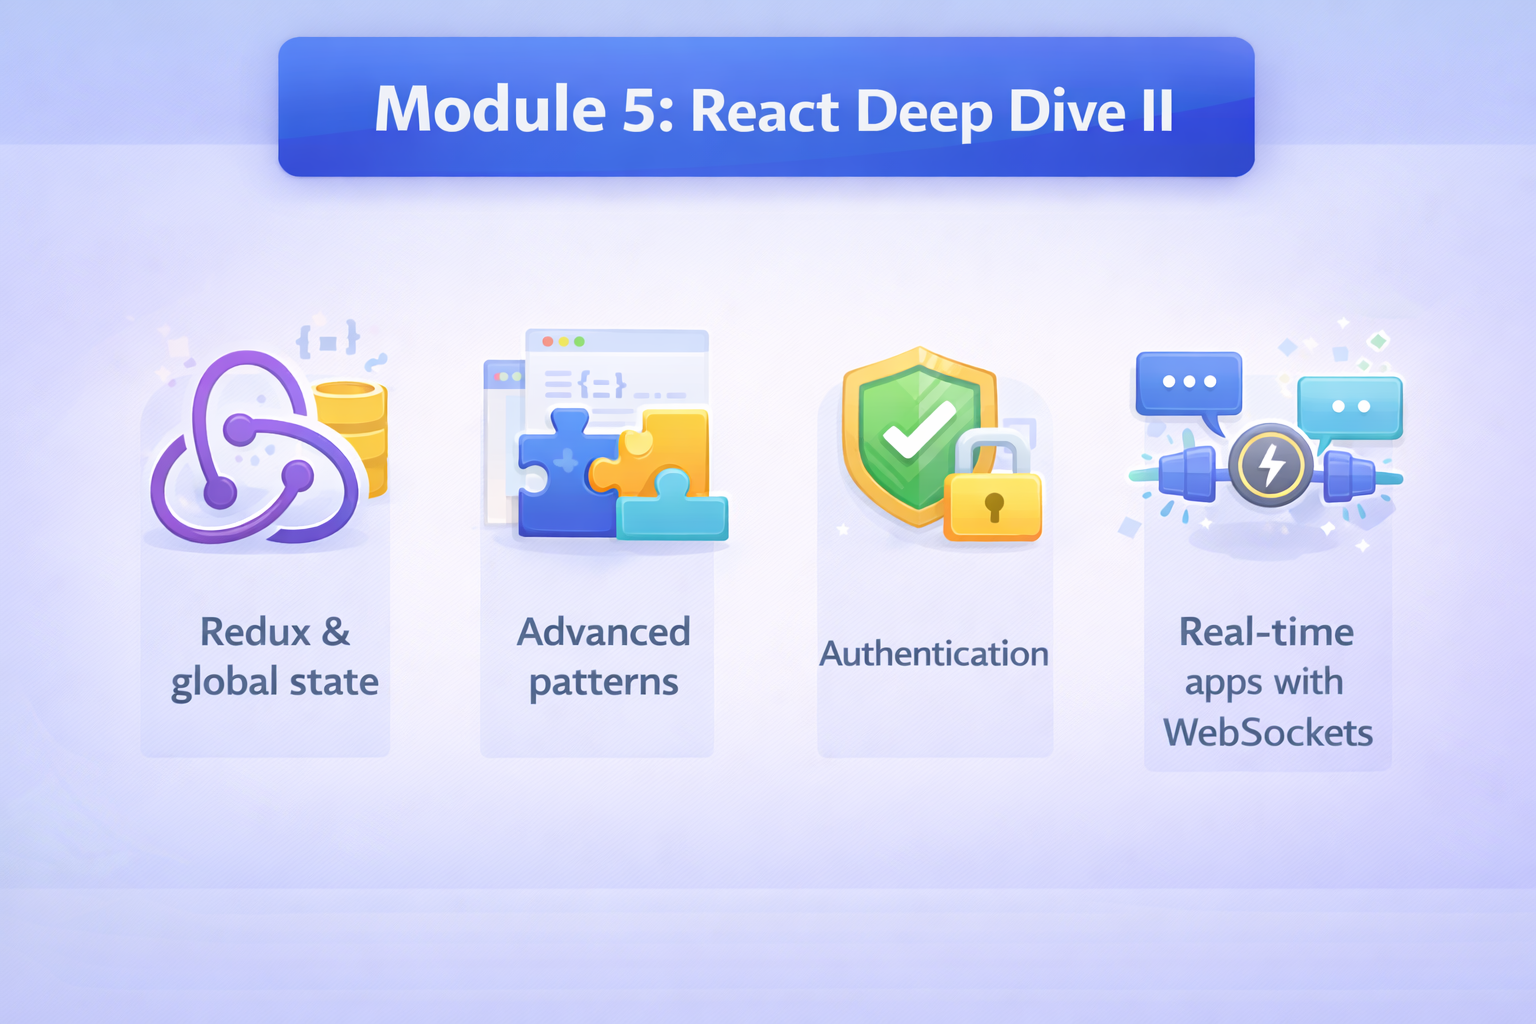 Module 5: React Deep Dive II
Redux &
global state
Advanced
patterns
Authentication
Real-time
apps with
WebSockets